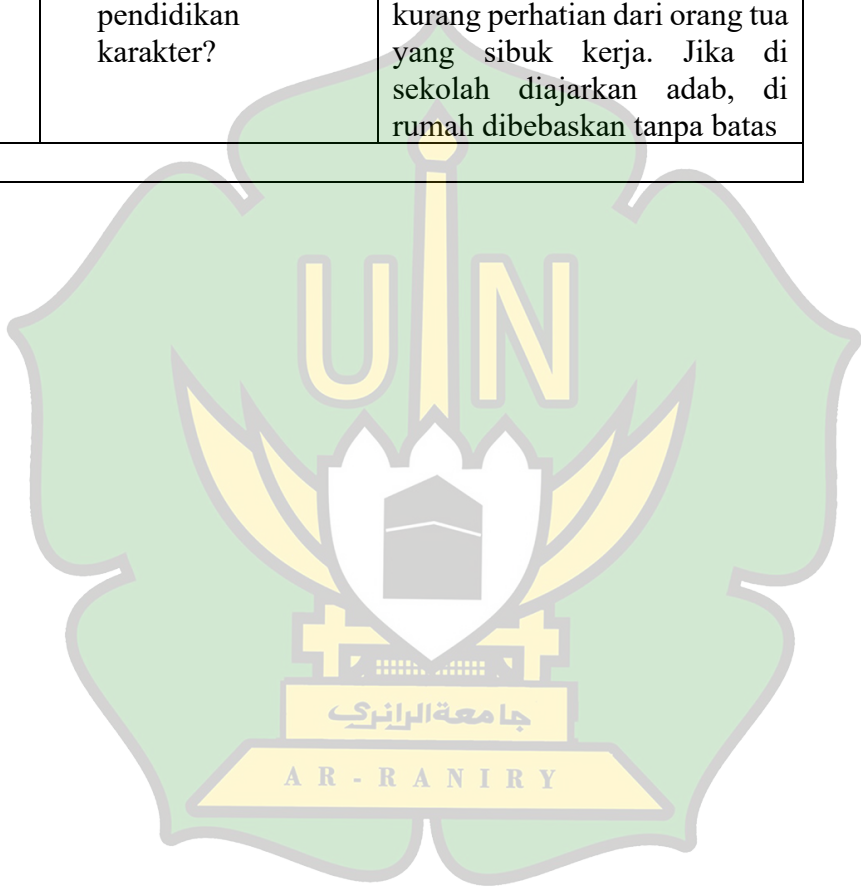 pendidikan
karakter?
kurang perhatian dari orang tua
yang sibuk kerja. Jika di
sekolah diajarkan adab, di
rumah dibebaskan tanpa batas
UIN
جامعة الرانري
AR-RANIRY